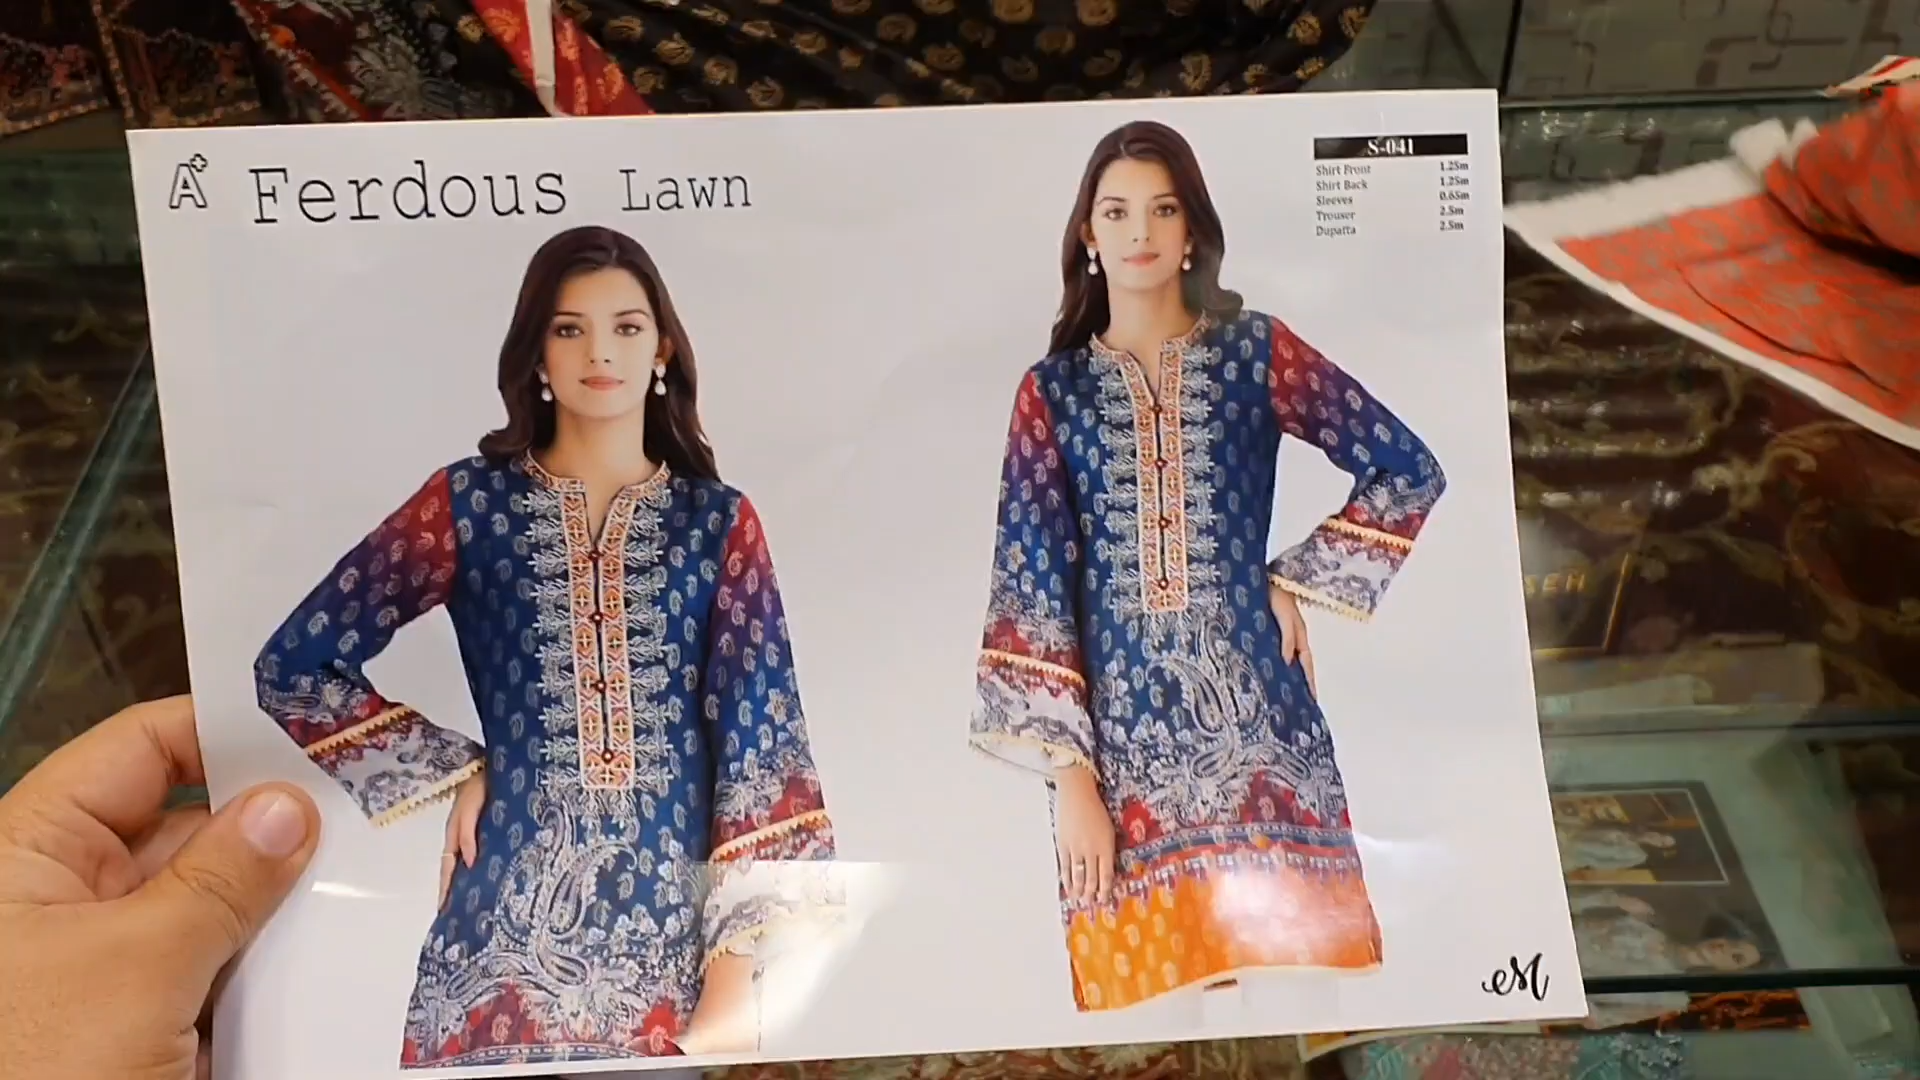 A+ Ferdous Lawn
S-041
Shirt Front 1.25m
Shirt Back 1.25m
Sleeves 0.65m
Trouser 2.5m
Dupatta 2.5m
eM